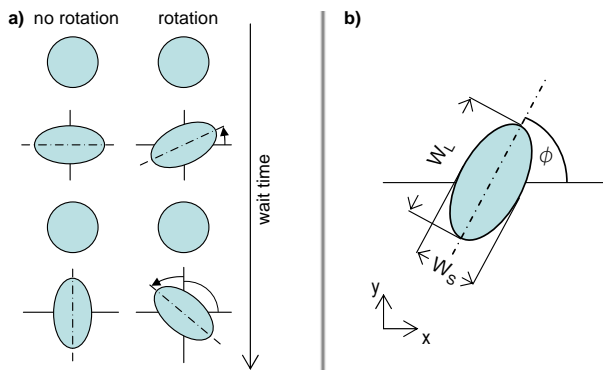 a) no rotation rotation
wait time
b)
W_L
ϕ
W_S
y
x